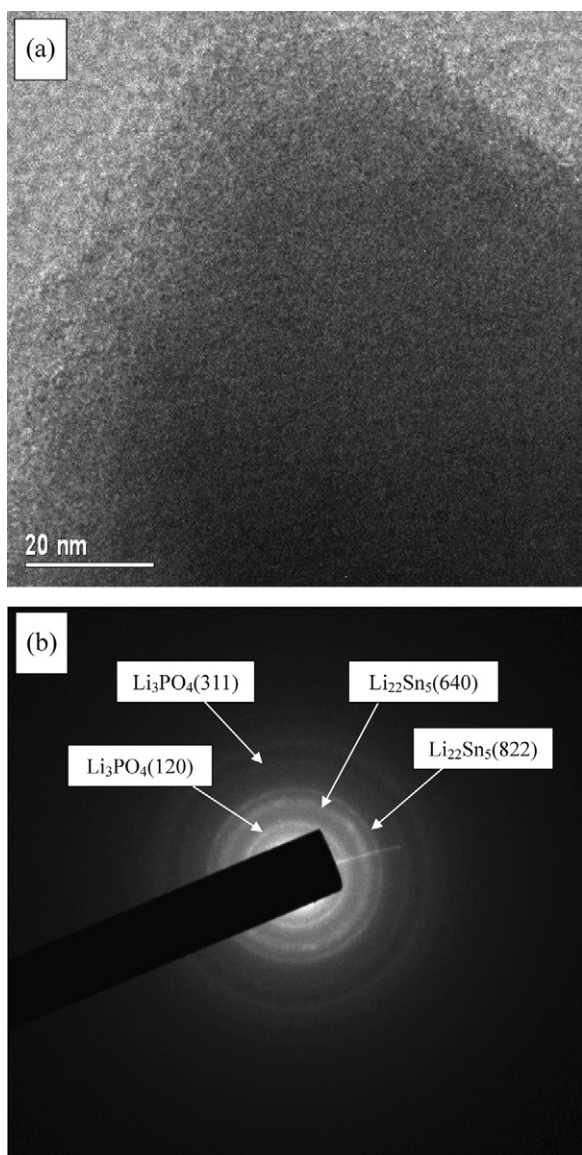 (a)
20 nm
(b)
Li₃PO₄(311)
Li₂₂Sn₅(640)
Li₃PO₄(120)
Li₂₂Sn₅(822)